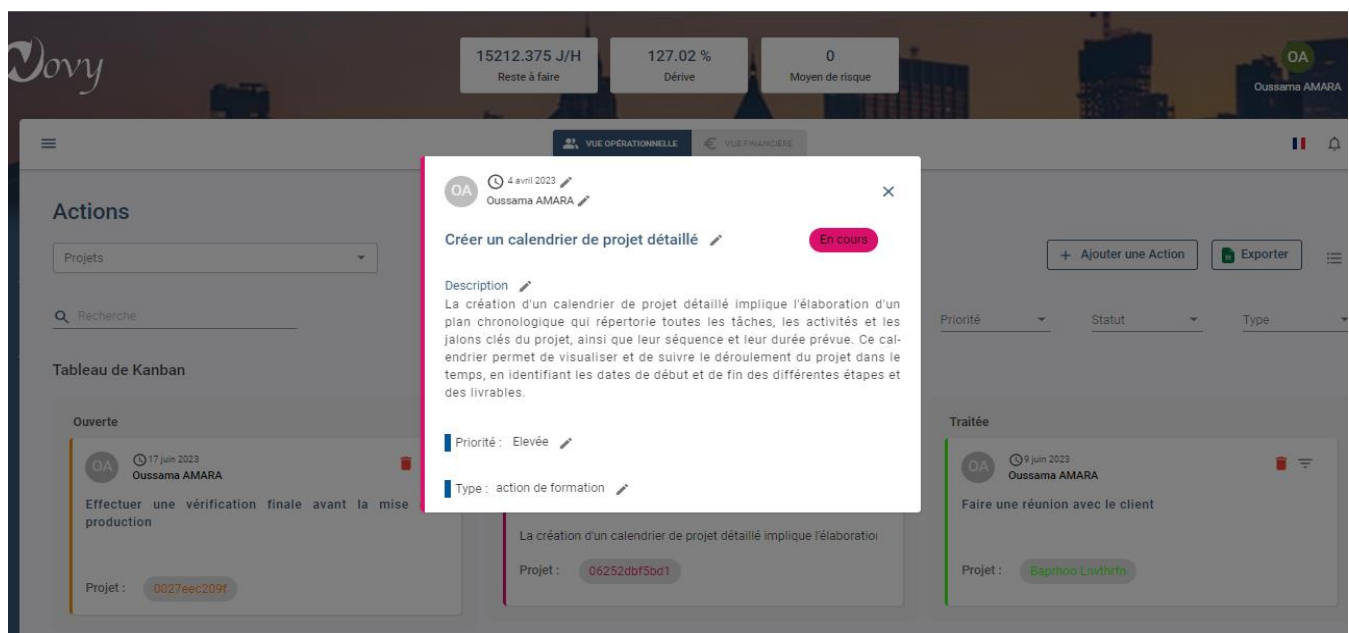 Novy
15212.375 J/H
Reste à faire
127.02 %
Dérive
0
Moyen de risque
OA
Oussama AMARA
VUE OPÉRATIONNELLE
€ VUE FINANCIÈRE
Actions
Projets
+ Ajouter une Action
Exporter
Recherche
Priorité
Statut
Type
Tableau de Kanban
OA
4 avril 2023
Oussama AMARA
Créer un calendrier de projet détaillé
En cours
Description
La création d'un calendrier de projet détaillé implique l'élaboration d'un
plan chronologique qui répertorie toutes les tâches, les activités et les
jalons clés du projet, ainsi que leur séquence et leur durée prévue. Ce cal-
endrier permet de visualiser et de suivre le déroulement du projet dans le
temps, en identifiant les dates de début et de fin des différentes étapes et
des livrables.
Priorité : Elevée
Type : action de formation
Ouverte
OA
17 juin 2023
Oussama AMARA
Effectuer une vérification finale avant la mise
production
Projet : 0027eec209f
La création d'un calendrier de projet détaillé implique l'élaboration
Projet : 06252dbf5bd1
Traitée
OA
9 juin 2023
Oussama AMARA
Faire une réunion avec le client
Projet : Baprhoo Lnvthrfn